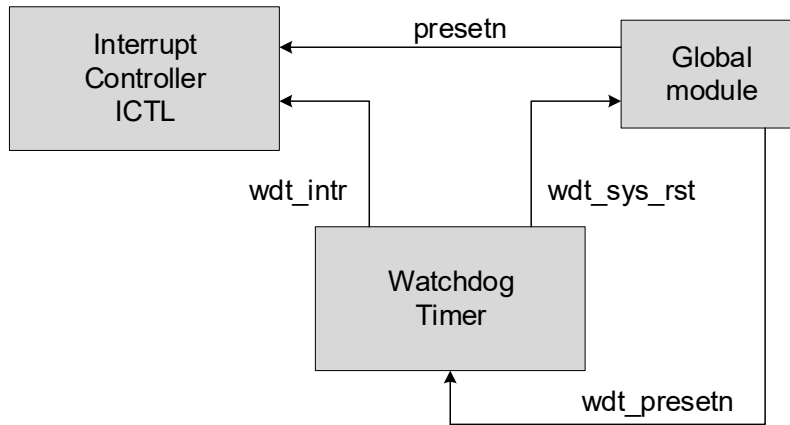 Interrupt
Controller
ICTL
presetn
Global
module
wdt_intr
wdt_sys_rst
Watchdog
Timer
wdt_presetn